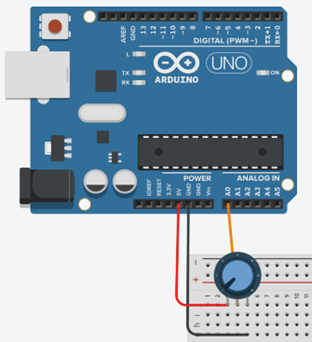 AREF
GND
13
12
~11
~10
~9
8
7
~6
~5
4
~3
2
TX→1
RX←0
DIGITAL (PWM~)
L
TX
RX
UNO
ARDUINO
ON
POWER
ANALOG IN
IOREF
RESET
3.3V
5V
GND
GND
Vin
A0
A1
A2
A3
A4
A5